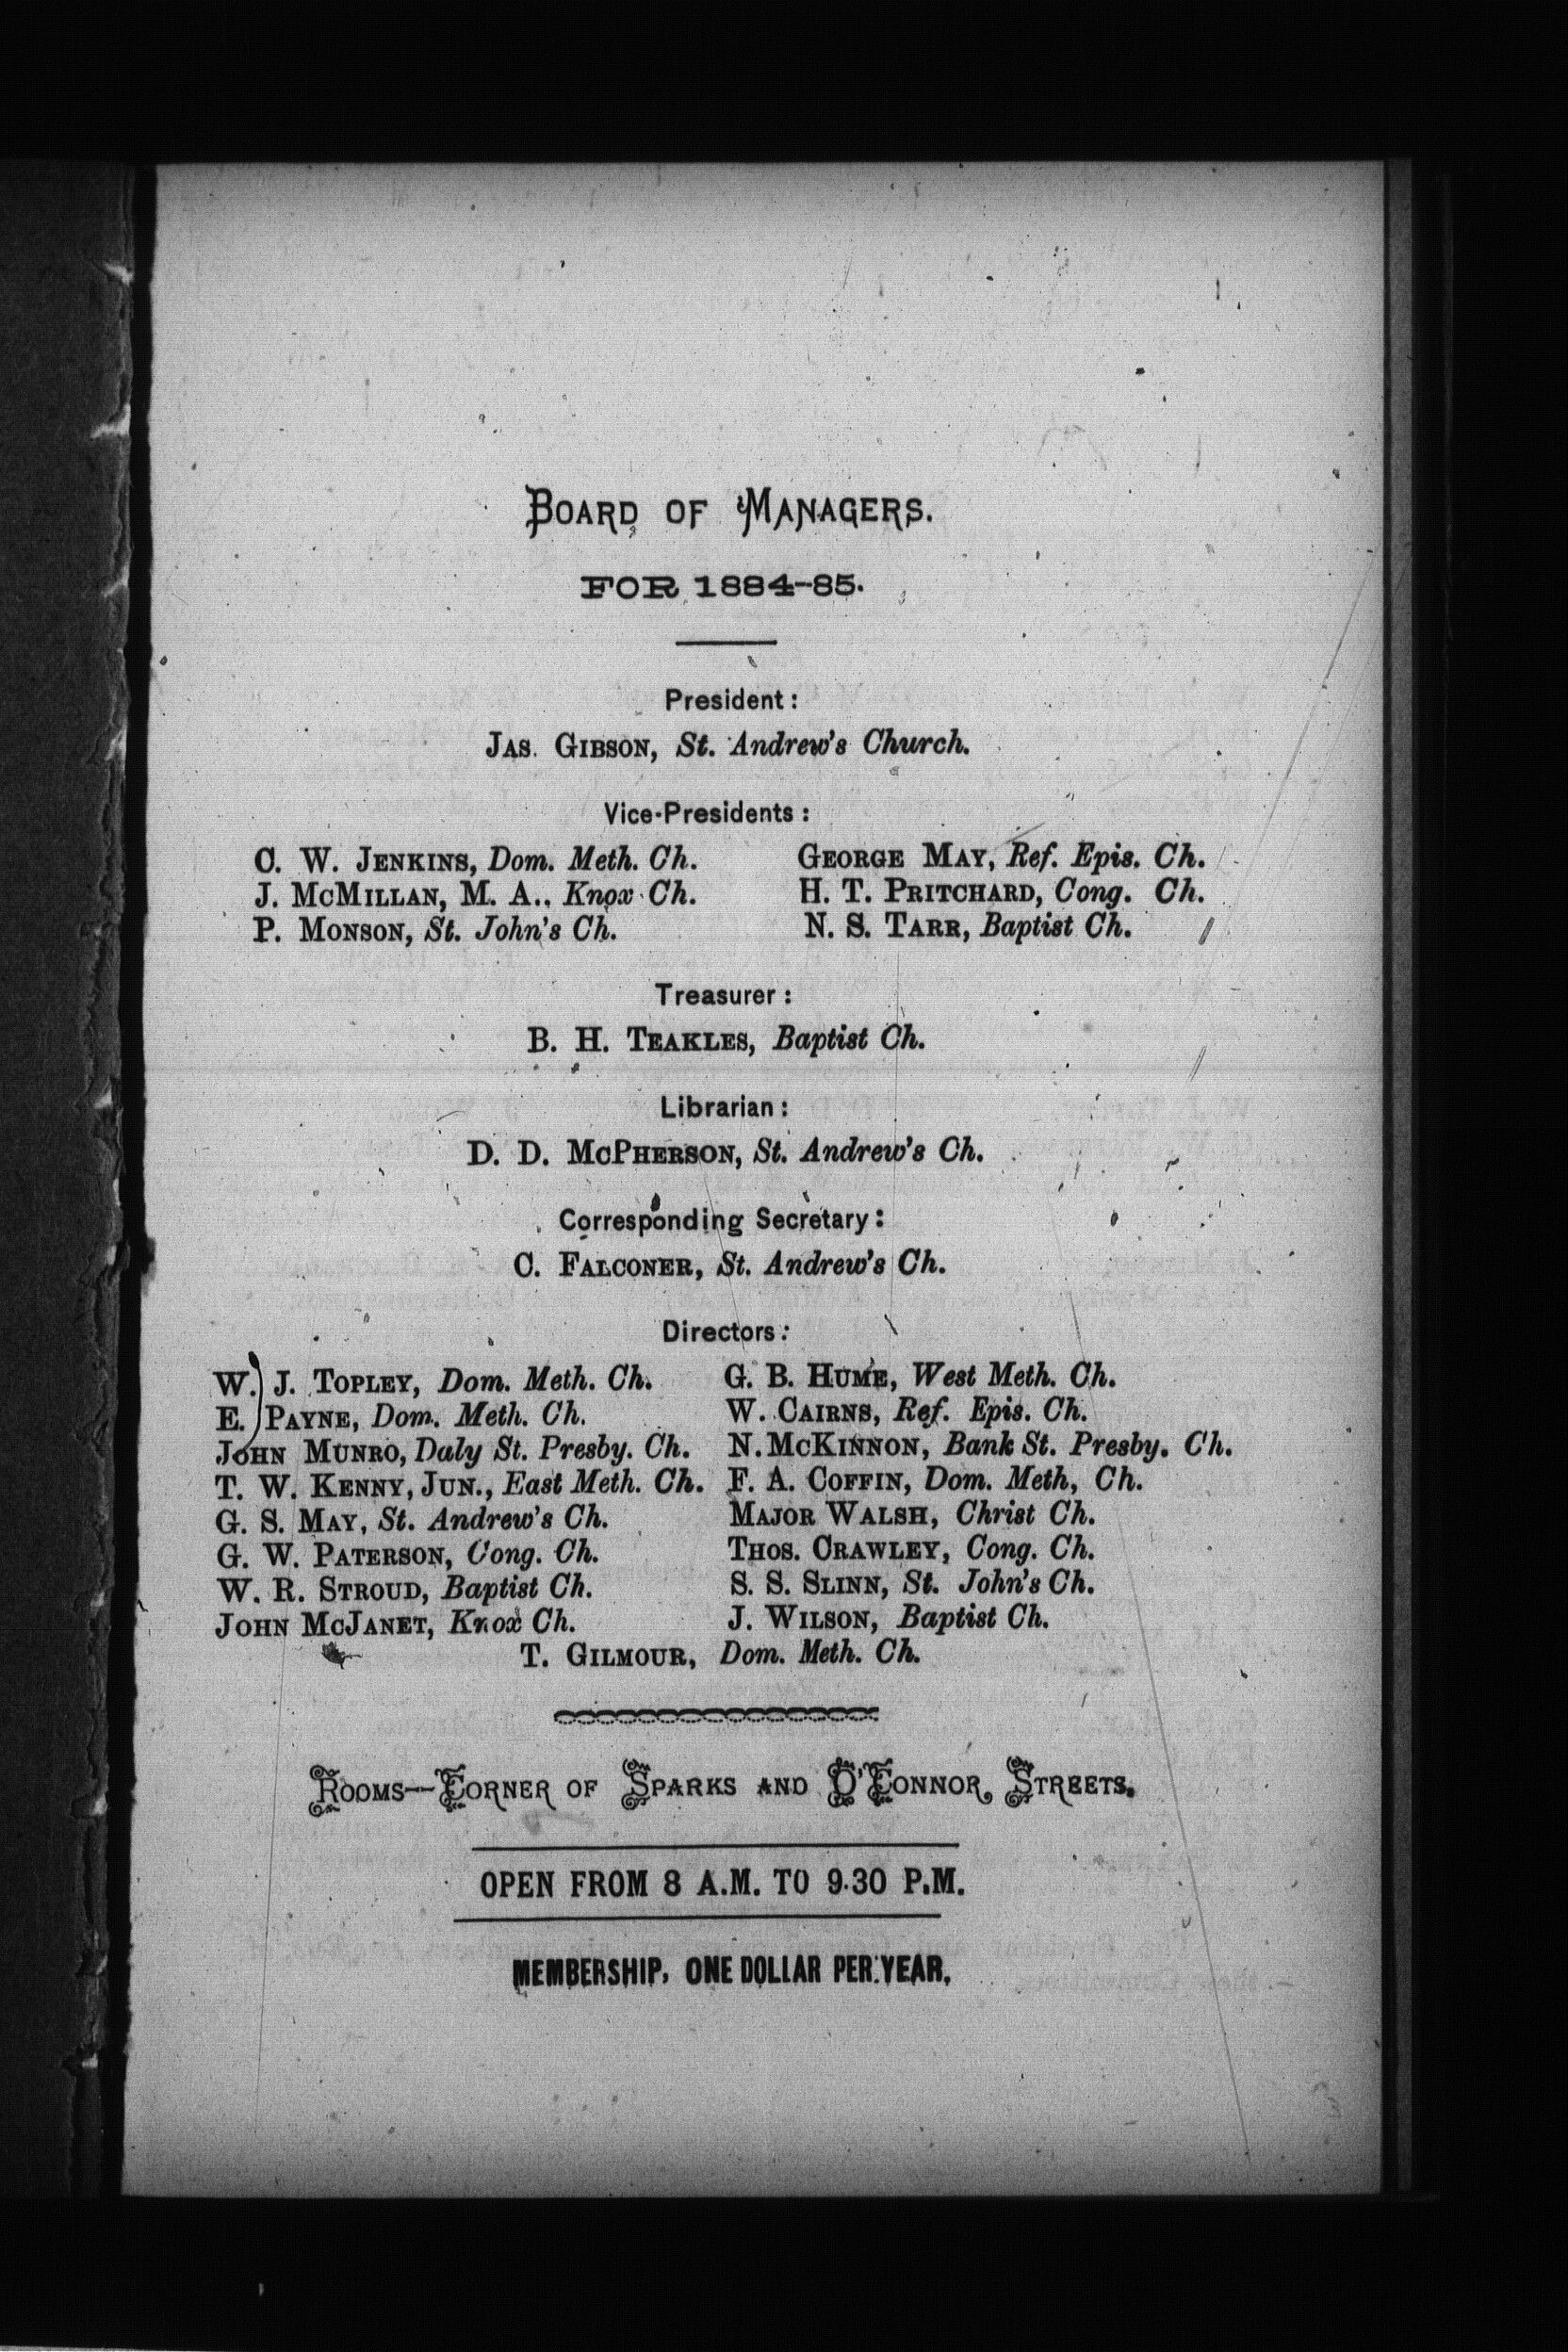 BOARD OF MANAGERS.
FOR 1884-85.
President:
JAS. GIBSON, St. Andrew's Church.
Vice-Presidents:
C. W. JENKINS, Dom. Meth. Ch.
J. MCMILLAN, M. A., Knox Ch.
P. MONSON, St. John's Ch.
GEORGE MAY, Ref. Epis. Ch.
H. T. PRITCHARD, Cong. Ch.
N. S. TARR, Baptist Ch.
Treasurer:
B. H. TEAKLES, Baptist Ch.
Librarian:
D. D. MCPHERSON, St. Andrew's Ch.
Corresponding Secretary:
C. FALCONER, St. Andrew's Ch.
Directors:
W. J. TOPLEY, Dom. Meth. Ch.
E. PAYNE, Dom. Meth. Ch.
JOHN MUNRO, Daly St. Presby. Ch.
T. W. KENNY, JUN., East Meth. Ch.
G. S. MAY, St. Andrew's Ch.
G. W. PATERSON, Cong. Ch.
W. R. STROUD, Baptist Ch.
JOHN MCJANET, Knox Ch.
G. B. HUME, West Meth. Ch.
W. CAIRNS, Ref. Epis. Ch.
N. MCKINNON, Bank St. Presby. Ch.
F. A. COFFIN, Dom. Meth, Ch.
MAJOR WALSH, Christ Ch.
THOS. CRAWLEY, Cong. Ch.
S. S. SLINN, St. John's Ch.
J. WILSON, Baptist Ch.
T. GILMOUR, Dom. Meth. Ch.
ROOMS—CORNER OF SPARKS AND O'CONNOR STREETS.
OPEN FROM 8 A.M. TO 9.30 P.M.
MEMBERSHIP, ONE DOLLAR PER YEAR,